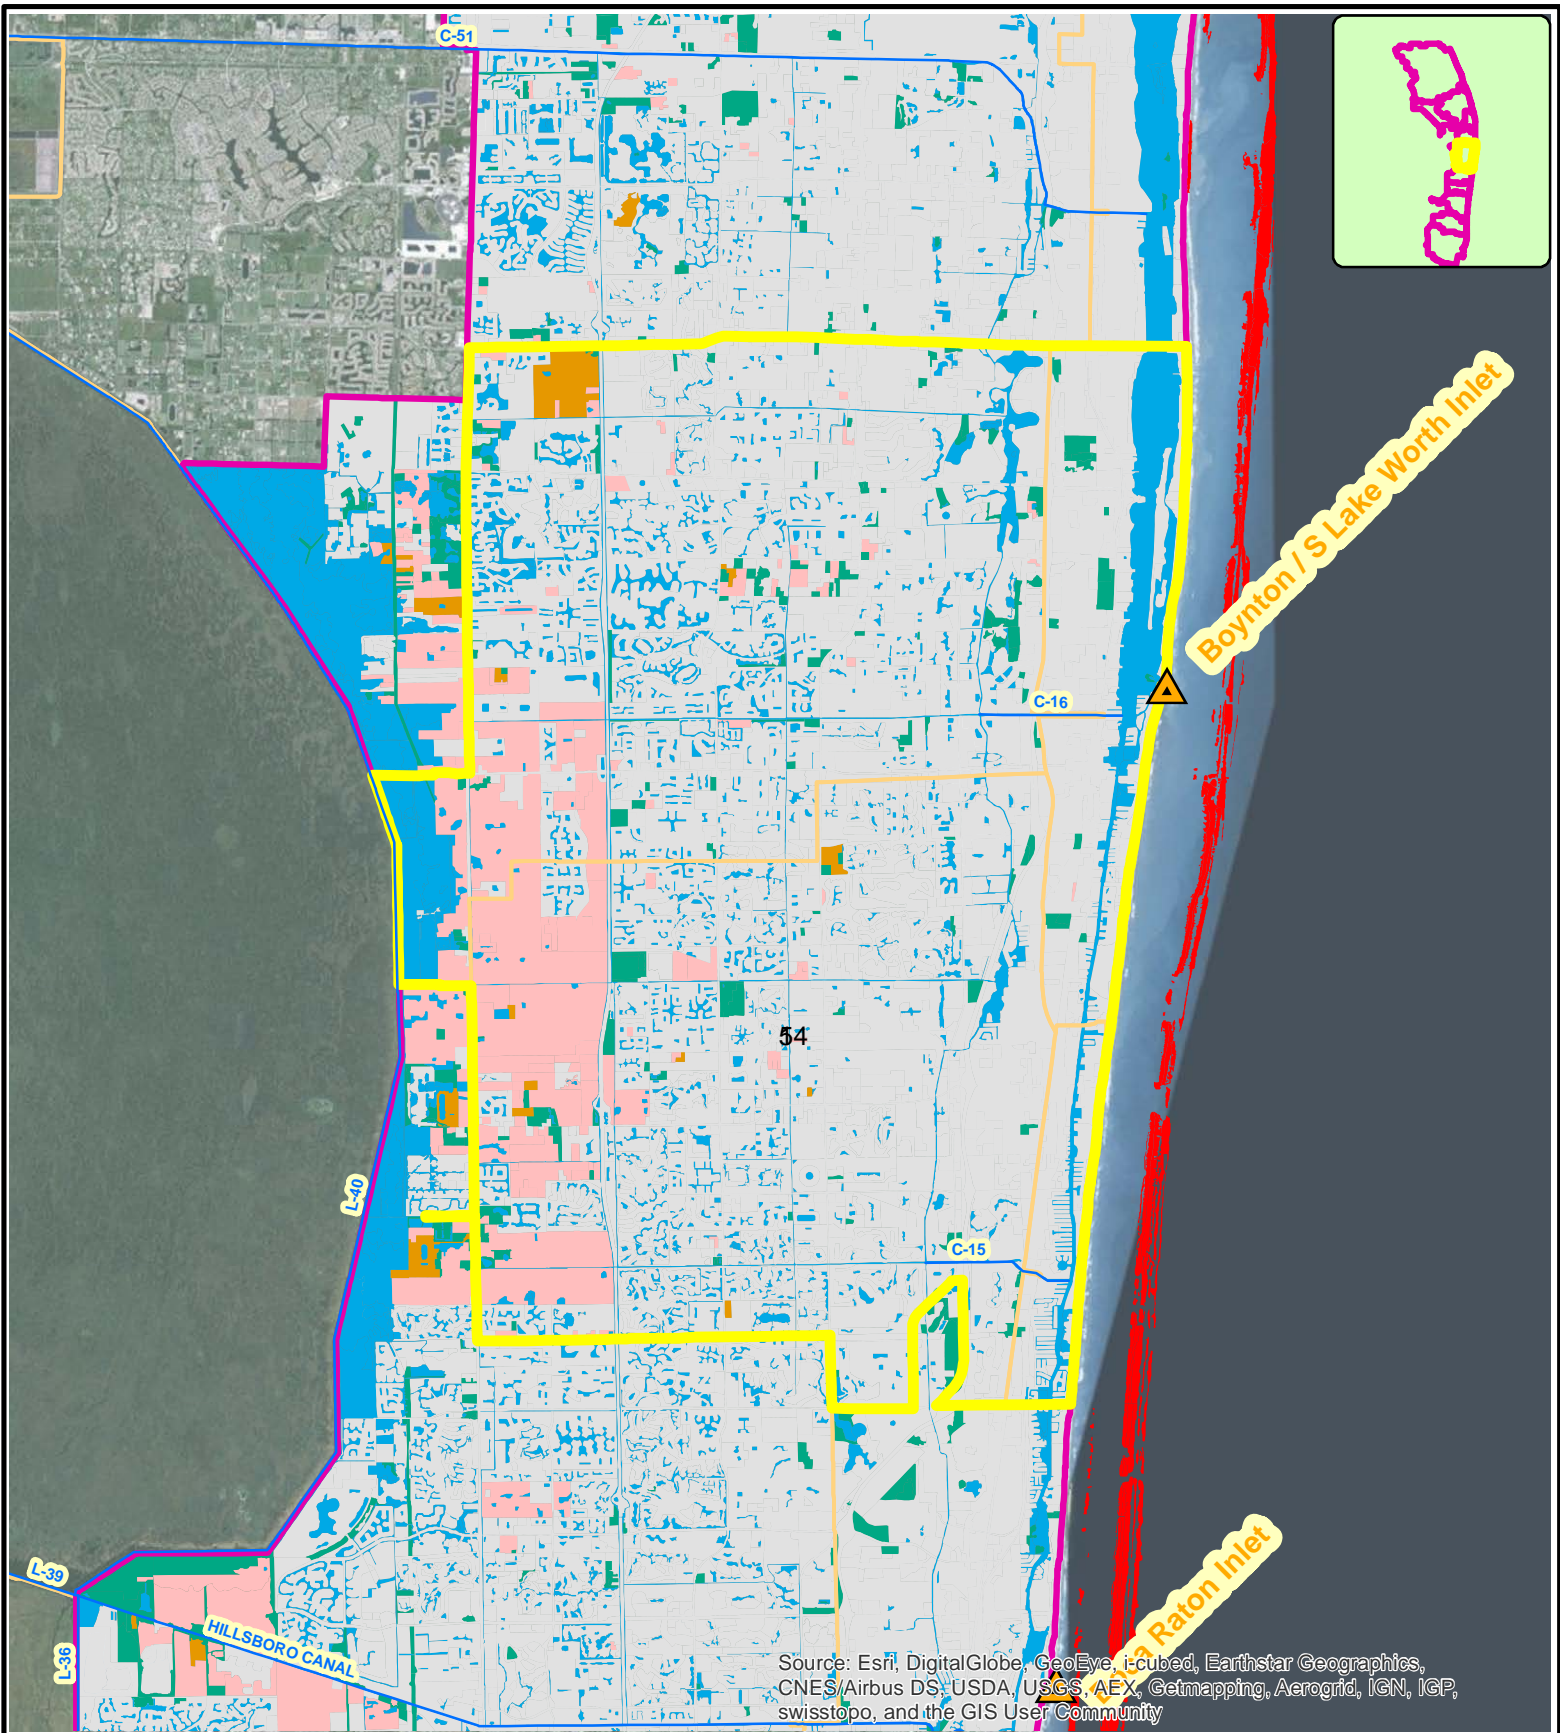 C-51
Boynton / S Lake Worth Inlet
C-16
L-40
C-15
L-39
HILLSBORO CANAL
L-36
Raton Inlet
Source: Esri, DigitalGlobe, GeoEye, i-cubed, Earthstar Geographics,
CNES/Airbus DS, USDA, USGS, AEX, Getmapping, Aerogrid, IGN, IGP,
swisstopo, and the GIS User Community